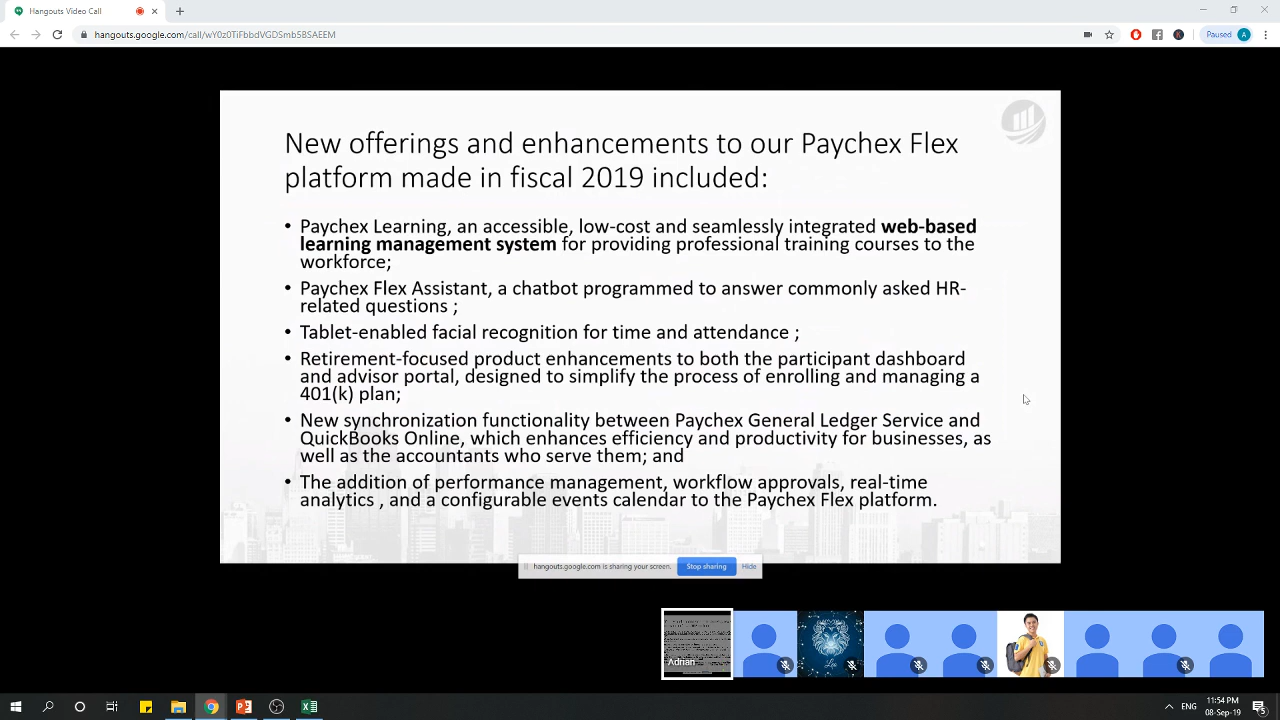 Hangouts Video Call
hangouts.google.com/call/wY0z0TiFbbdVGDSmb5BSAEEM
Paused
A
New offerings and enhancements to our Paychex Flex
platform made in fiscal 2019 included:
• Paychex Learning, an accessible, low-cost and seamlessly integrated web-based
learning management system for providing professional training courses to the
workforce;
• Paychex Flex Assistant, a chatbot programmed to answer commonly asked HR-
related questions ;
• Tablet-enabled facial recognition for time and attendance ;
• Retirement-focused product enhancements to both the participant dashboard
and advisor portal, designed to simplify the process of enrolling and managing a
401(k) plan;
• New synchronization functionality between Paychex General Ledger Service and
QuickBooks Online, which enhances efficiency and productivity for businesses, as
well as the accountants who serve them; and
• The addition of performance management, workflow approvals, real-time
analytics , and a configurable events calendar to the Paychex Flex platform.
hangouts.google.com is sharing your screen.
Stop sharing
Hide
Adrian
ENG
11:54 PM
08-Sep-19